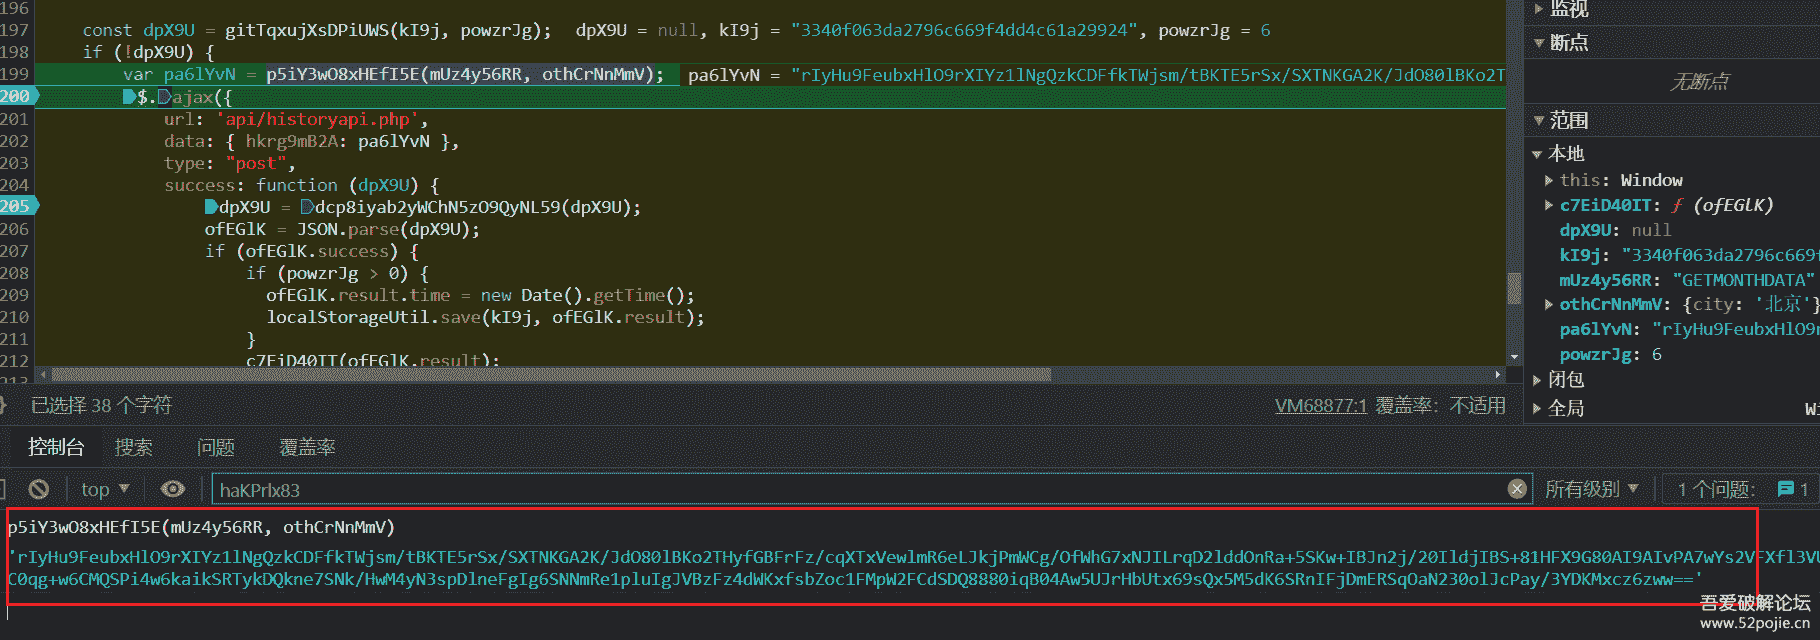 196
197 const dpX9U = gitTqxujXsDPiUWS(kI9j, powzrJg); dpX9U = null, kI9j = "3340f063da2796c669f4dd4c61a29924", powzrJg = 6
198 if (!dpX9U) {
199 var pa6lYvN = p5iY3wO8xHEfI5E(mUz4y56RR, othCrNnMmV); pa6lYvN = "rIyHu9FeubxHlO9rXIYz1lNgQzkCDFfkTWjsm/tBKTE5rSx/SXTNKGA2K/JdO80lBKo2T
200 $.ajax({
201 url: 'api/historyapi.php',
202 data: { hkrg9mB2A: pa6lYvN },
203 type: "post",
204 success: function (dpX9U) {
205 dpX9U = dcp8iyab2yWChN5zO9QyNL59(dpX9U);
206 ofEGlK = JSON.parse(dpX9U);
207 if (ofEGlK.success) {
208 if (powzrJg > 0) {
209 ofEGlK.result.time = new Date().getTime();
210 localStorageUtil.save(kI9j, ofEGlK.result);
211 }
212 c7EiD40IT(ofEGlK.result);
213
已选择 38 个字符
VM68877:1 覆盖率: 不适用
监视
断点
无断点
范围
本地
this: Window
c7EiD40IT: ƒ (ofEGlK)
dpX9U: null
kI9j: "3340f063da2796c669f
mUz4y56RR: "GETMONTHDATA"
othCrNnMmV: {city: '北京'}
pa6lYvN: "rIyHu9FeubxHlO9r
powzrJg: 6
闭包
全局
控制台 搜索 问题 覆盖率
top haKPrlx83 所有级别 1 个问题: 1
p5iY3wO8xHEfI5E(mUz4y56RR, othCrNnMmV)
'rIyHu9FeubxHlO9rXIYz1lNgQzkCDFfkTWjsm/tBKTE5rSx/SXTNKGA2K/JdO80lBKo2THyfGBFrFz/cqXTxVewlmR6eLJkjPmWCg/OfWhG7xNJILrqD2lddOnRa+5SKw+IBJn2j/20IldjIBS+81HFX9G80AI9AIvPA7wYs2VFXfl3VU
C0qg+w6CMQSPi4w6kaikSRTykDQkne7SNk/HwM4yN3spDlneFgIg6SNNmRe1pluIgJVBzFz4dWKxfsbZoc1FMpW2FCdSDQ8880iqB04Aw5UJrHbUtx69sQx5M5dK6SRnIFjDmERSqOaN230olJcPay/3YDKMxcz6zww=='
吾爱破解论坛
www.52pojie.cn